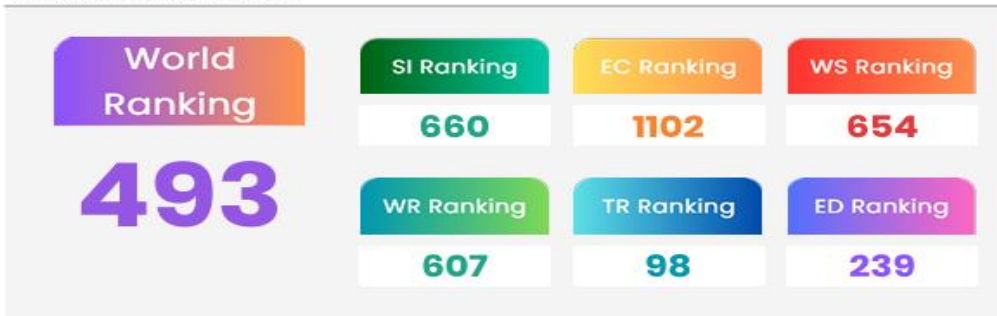 World
Ranking
493
SI Ranking
EC Ranking
WS Ranking
660
1102
654
WR Ranking
TR Ranking
ED Ranking
607
98
239